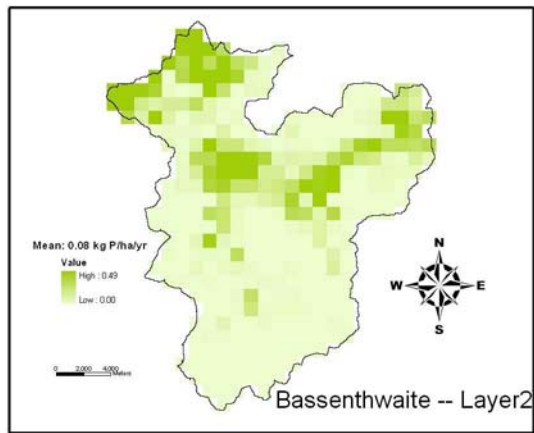 Mean: 0.08 kg P/ha/yr
Value
High : 0.49
Low : 0.00
0 2,000 4,000
Meters
N
W E
S
Bassenthwaite -- Layer2